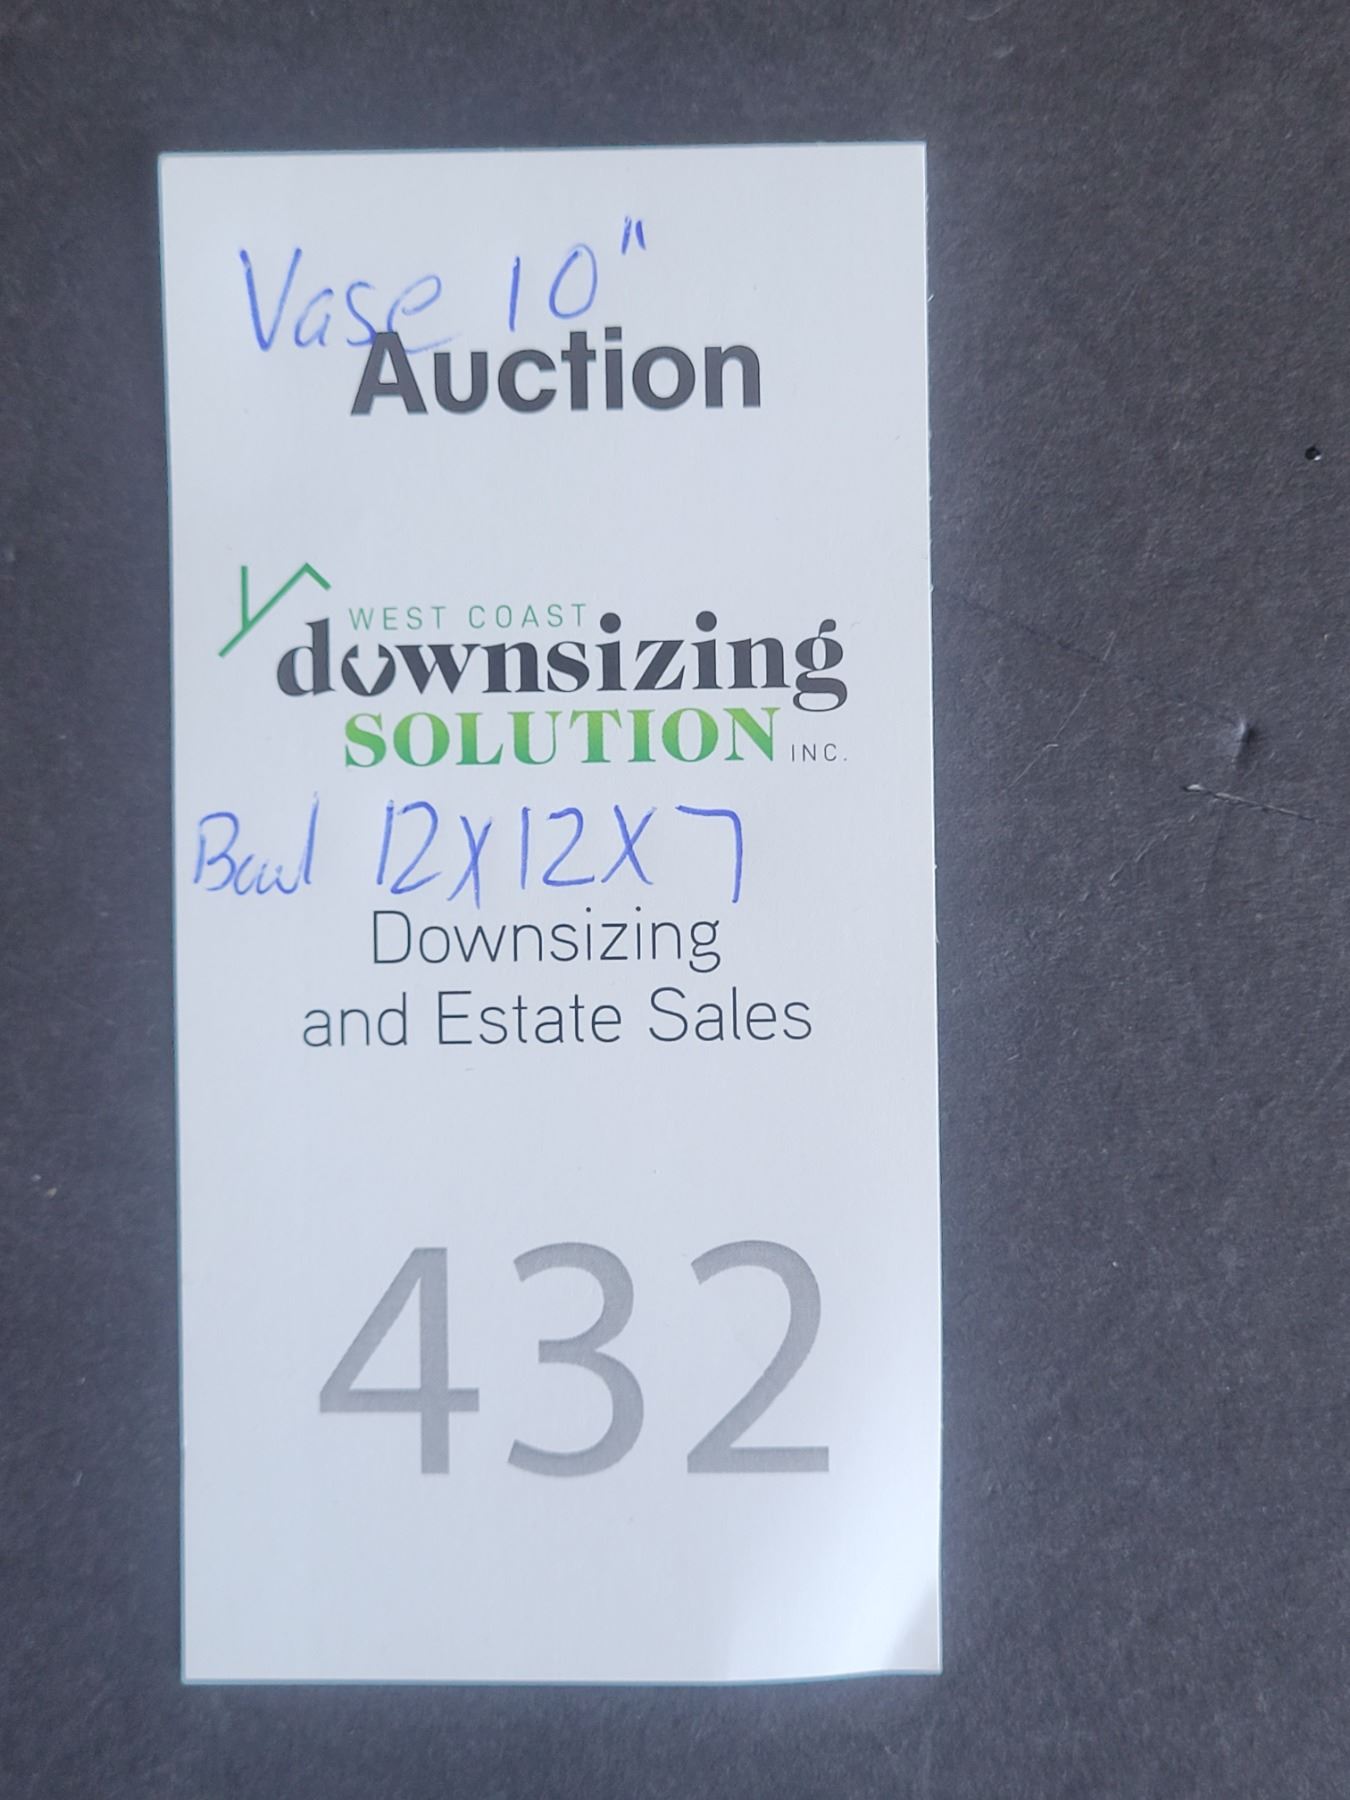 Vase 10"
Auction
WEST COAST
downsizing
SOLUTION INC.
Bowl 12x12x7
Downsizing
and Estate Sales
432